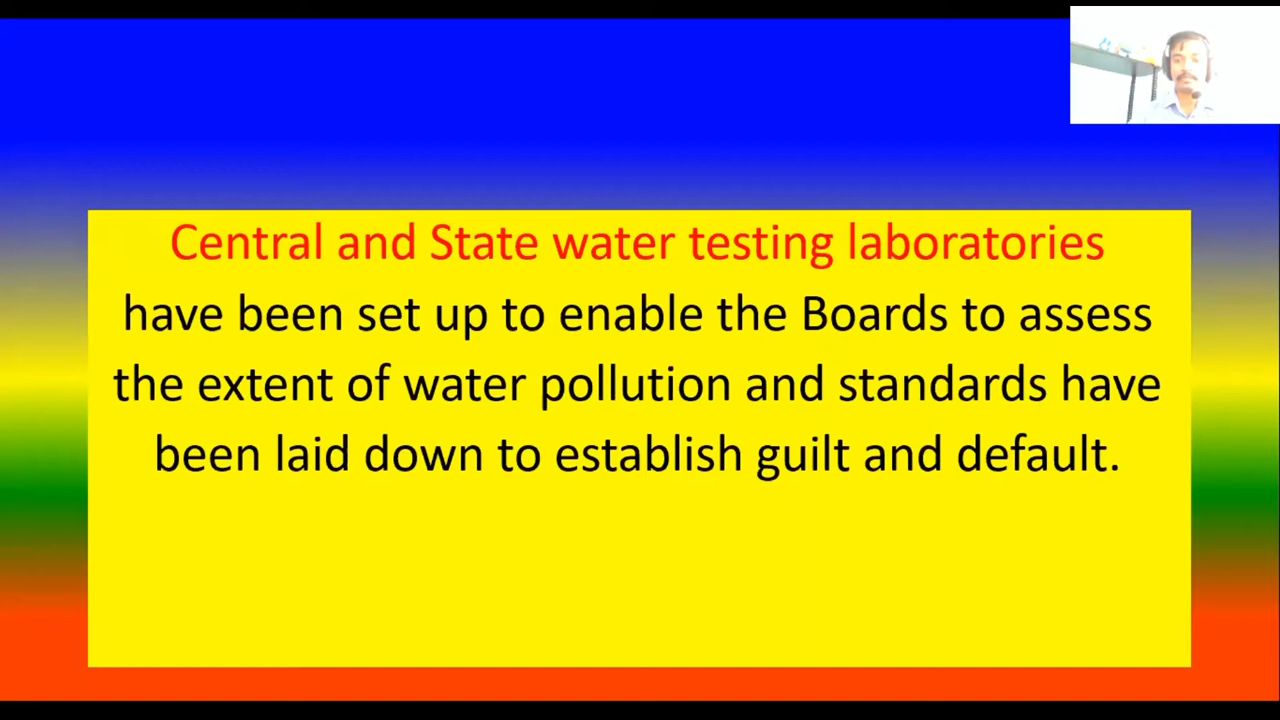 Central and State water testing laboratories
have been set up to enable the Boards to assess
the extent of water pollution and standards have
been laid down to establish guilt and default.